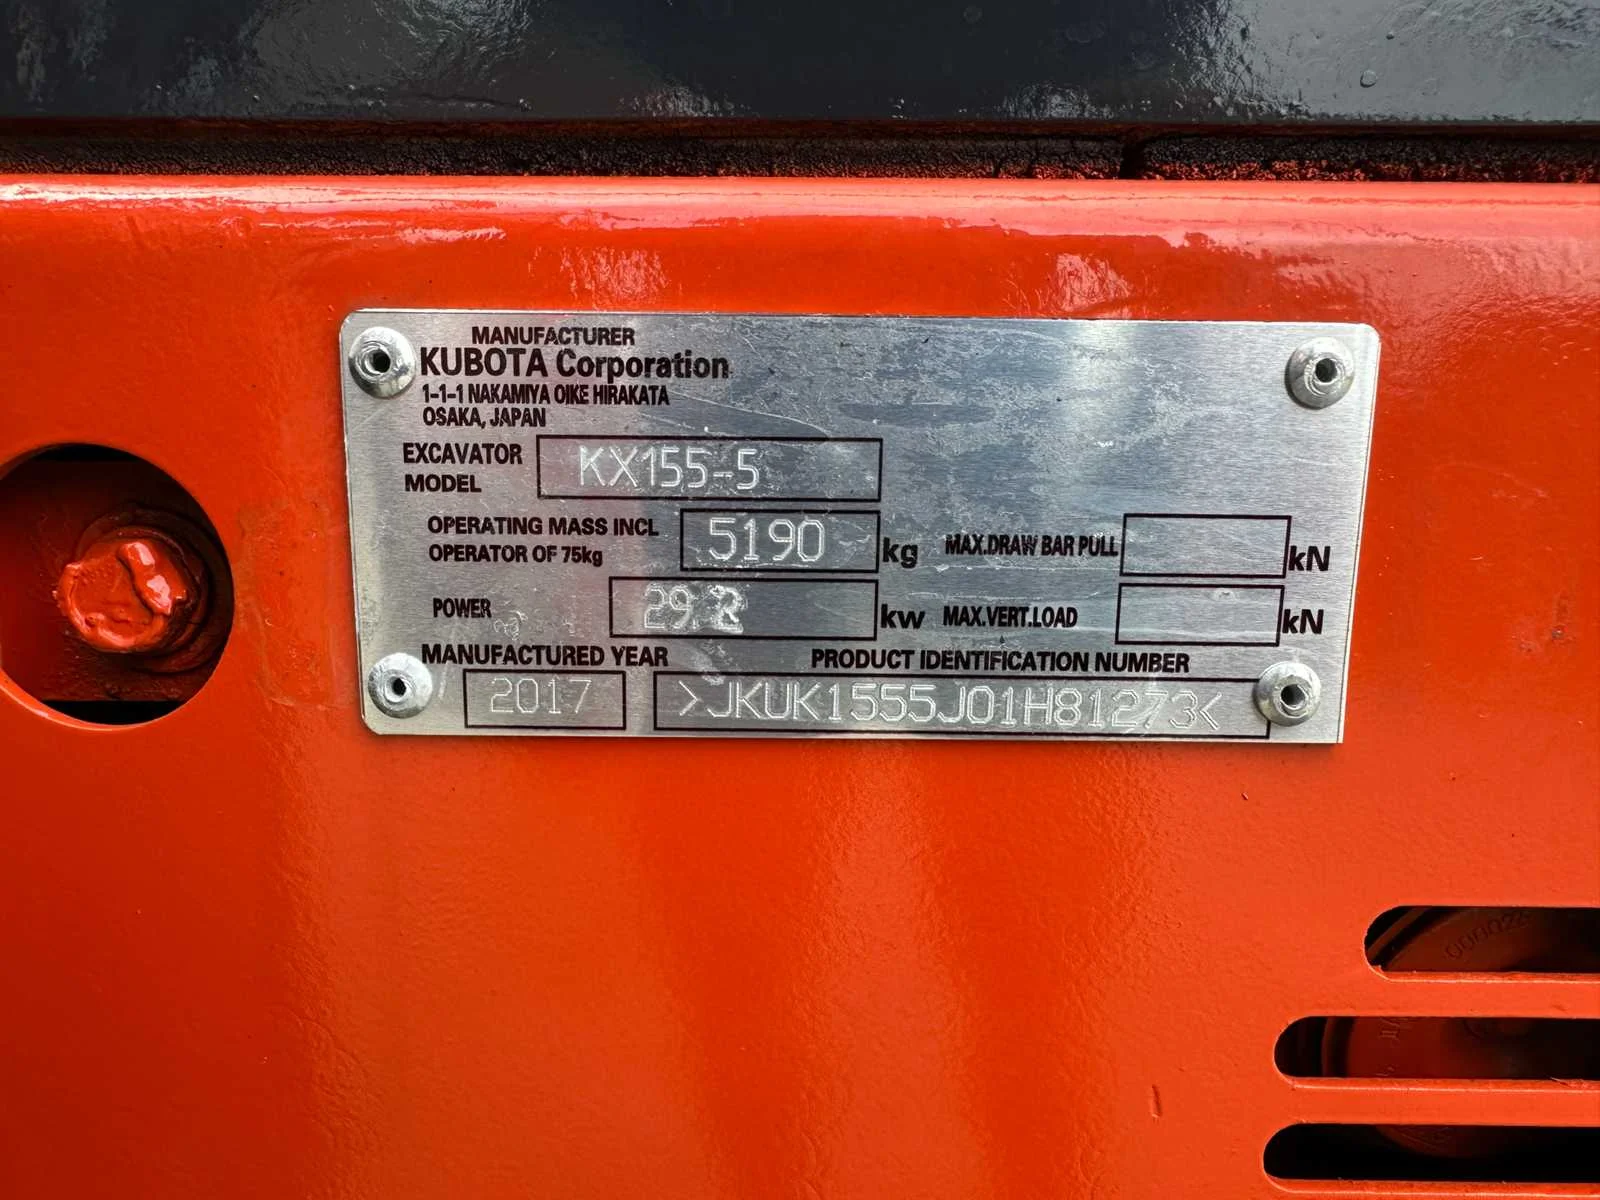 MANUFACTURER
KUBOTA Corporation
1-1-1 NAKAMIYA OIKE HIRAKATA
OSAKA, JAPAN
EXCAVATOR MODEL KX155-5
OPERATING MASS INCL OPERATOR OF 75kg 5190 kg
MAX.DRAW BAR PULL kN
POWER 29.2 kw
MAX.VERT.LOAD kN
MANUFACTURED YEAR
2017
PRODUCT IDENTIFICATION NUMBER
>JKUK1555J01H81273<